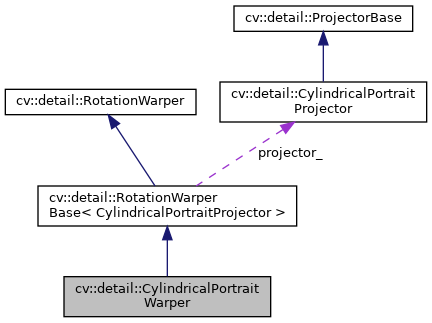 cv::detail::ProjectorBase
cv::detail::RotationWarper
cv::detail::CylindricalPortrait
Projector
projector_
cv::detail::RotationWarper
Base< CylindricalPortraitProjector >
cv::detail::CylindricalPortrait
Warper